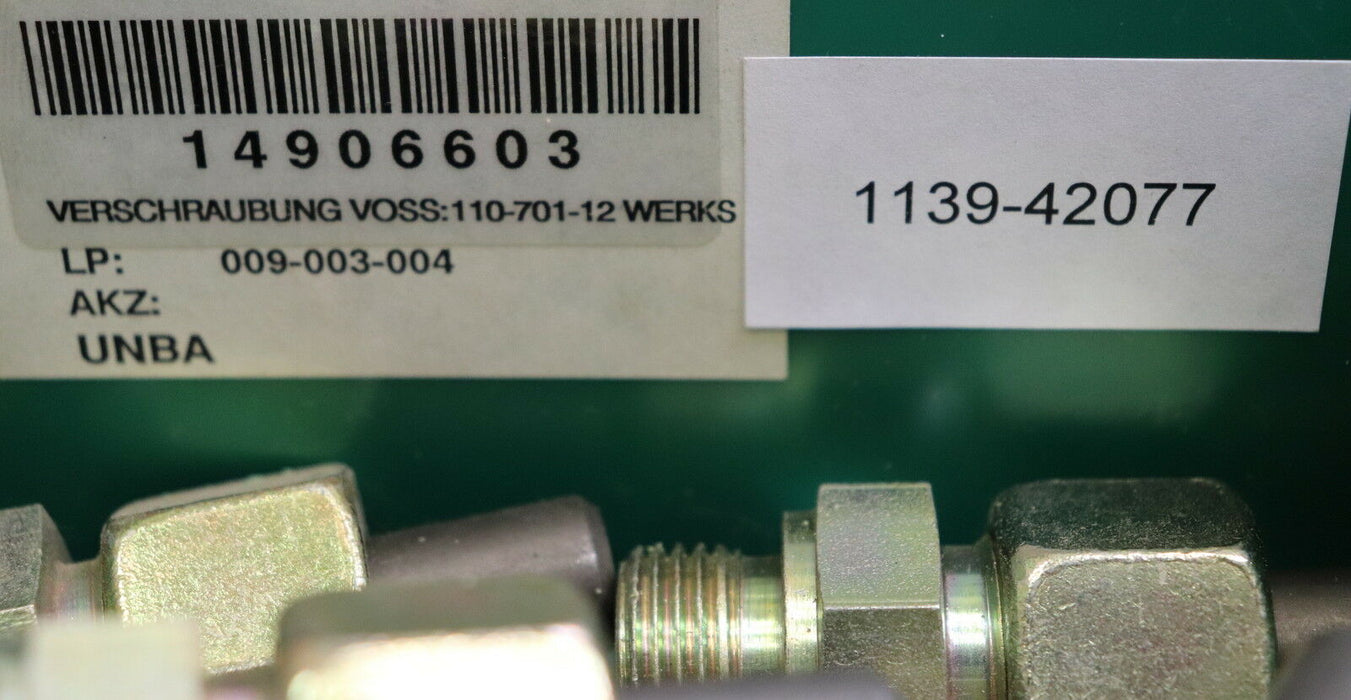 14906603
VERSCHRAUBUNG VOSS:110-701-12 WERKS
LP: 009-003-004
AKZ:
UNBA
1139-42077